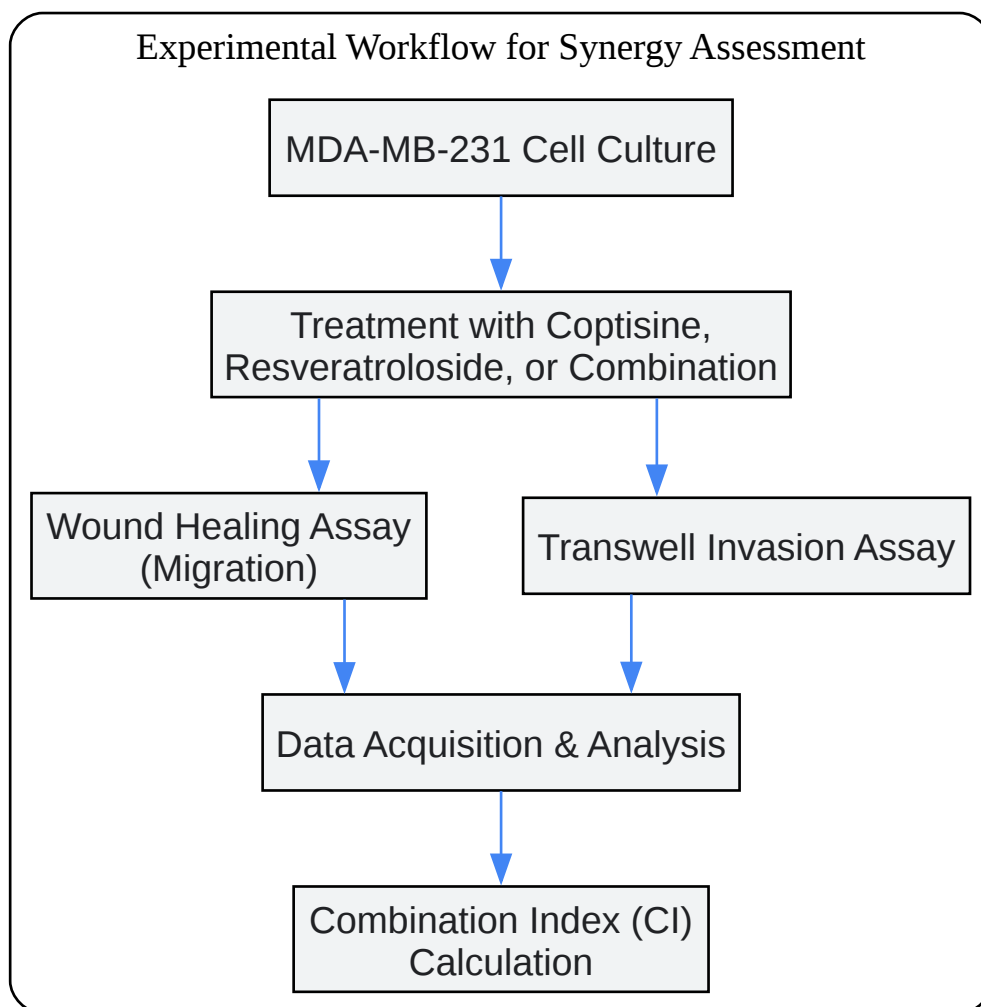 Experimental Workflow for Synergy Assessment
MDA-MB-231 Cell Culture
Treatment with Coptisine,
Resveratroloside, or Combination
Wound Healing Assay
(Migration)
Transwell Invasion Assay
Data Acquisition & Analysis
Combination Index (CI)
Calculation